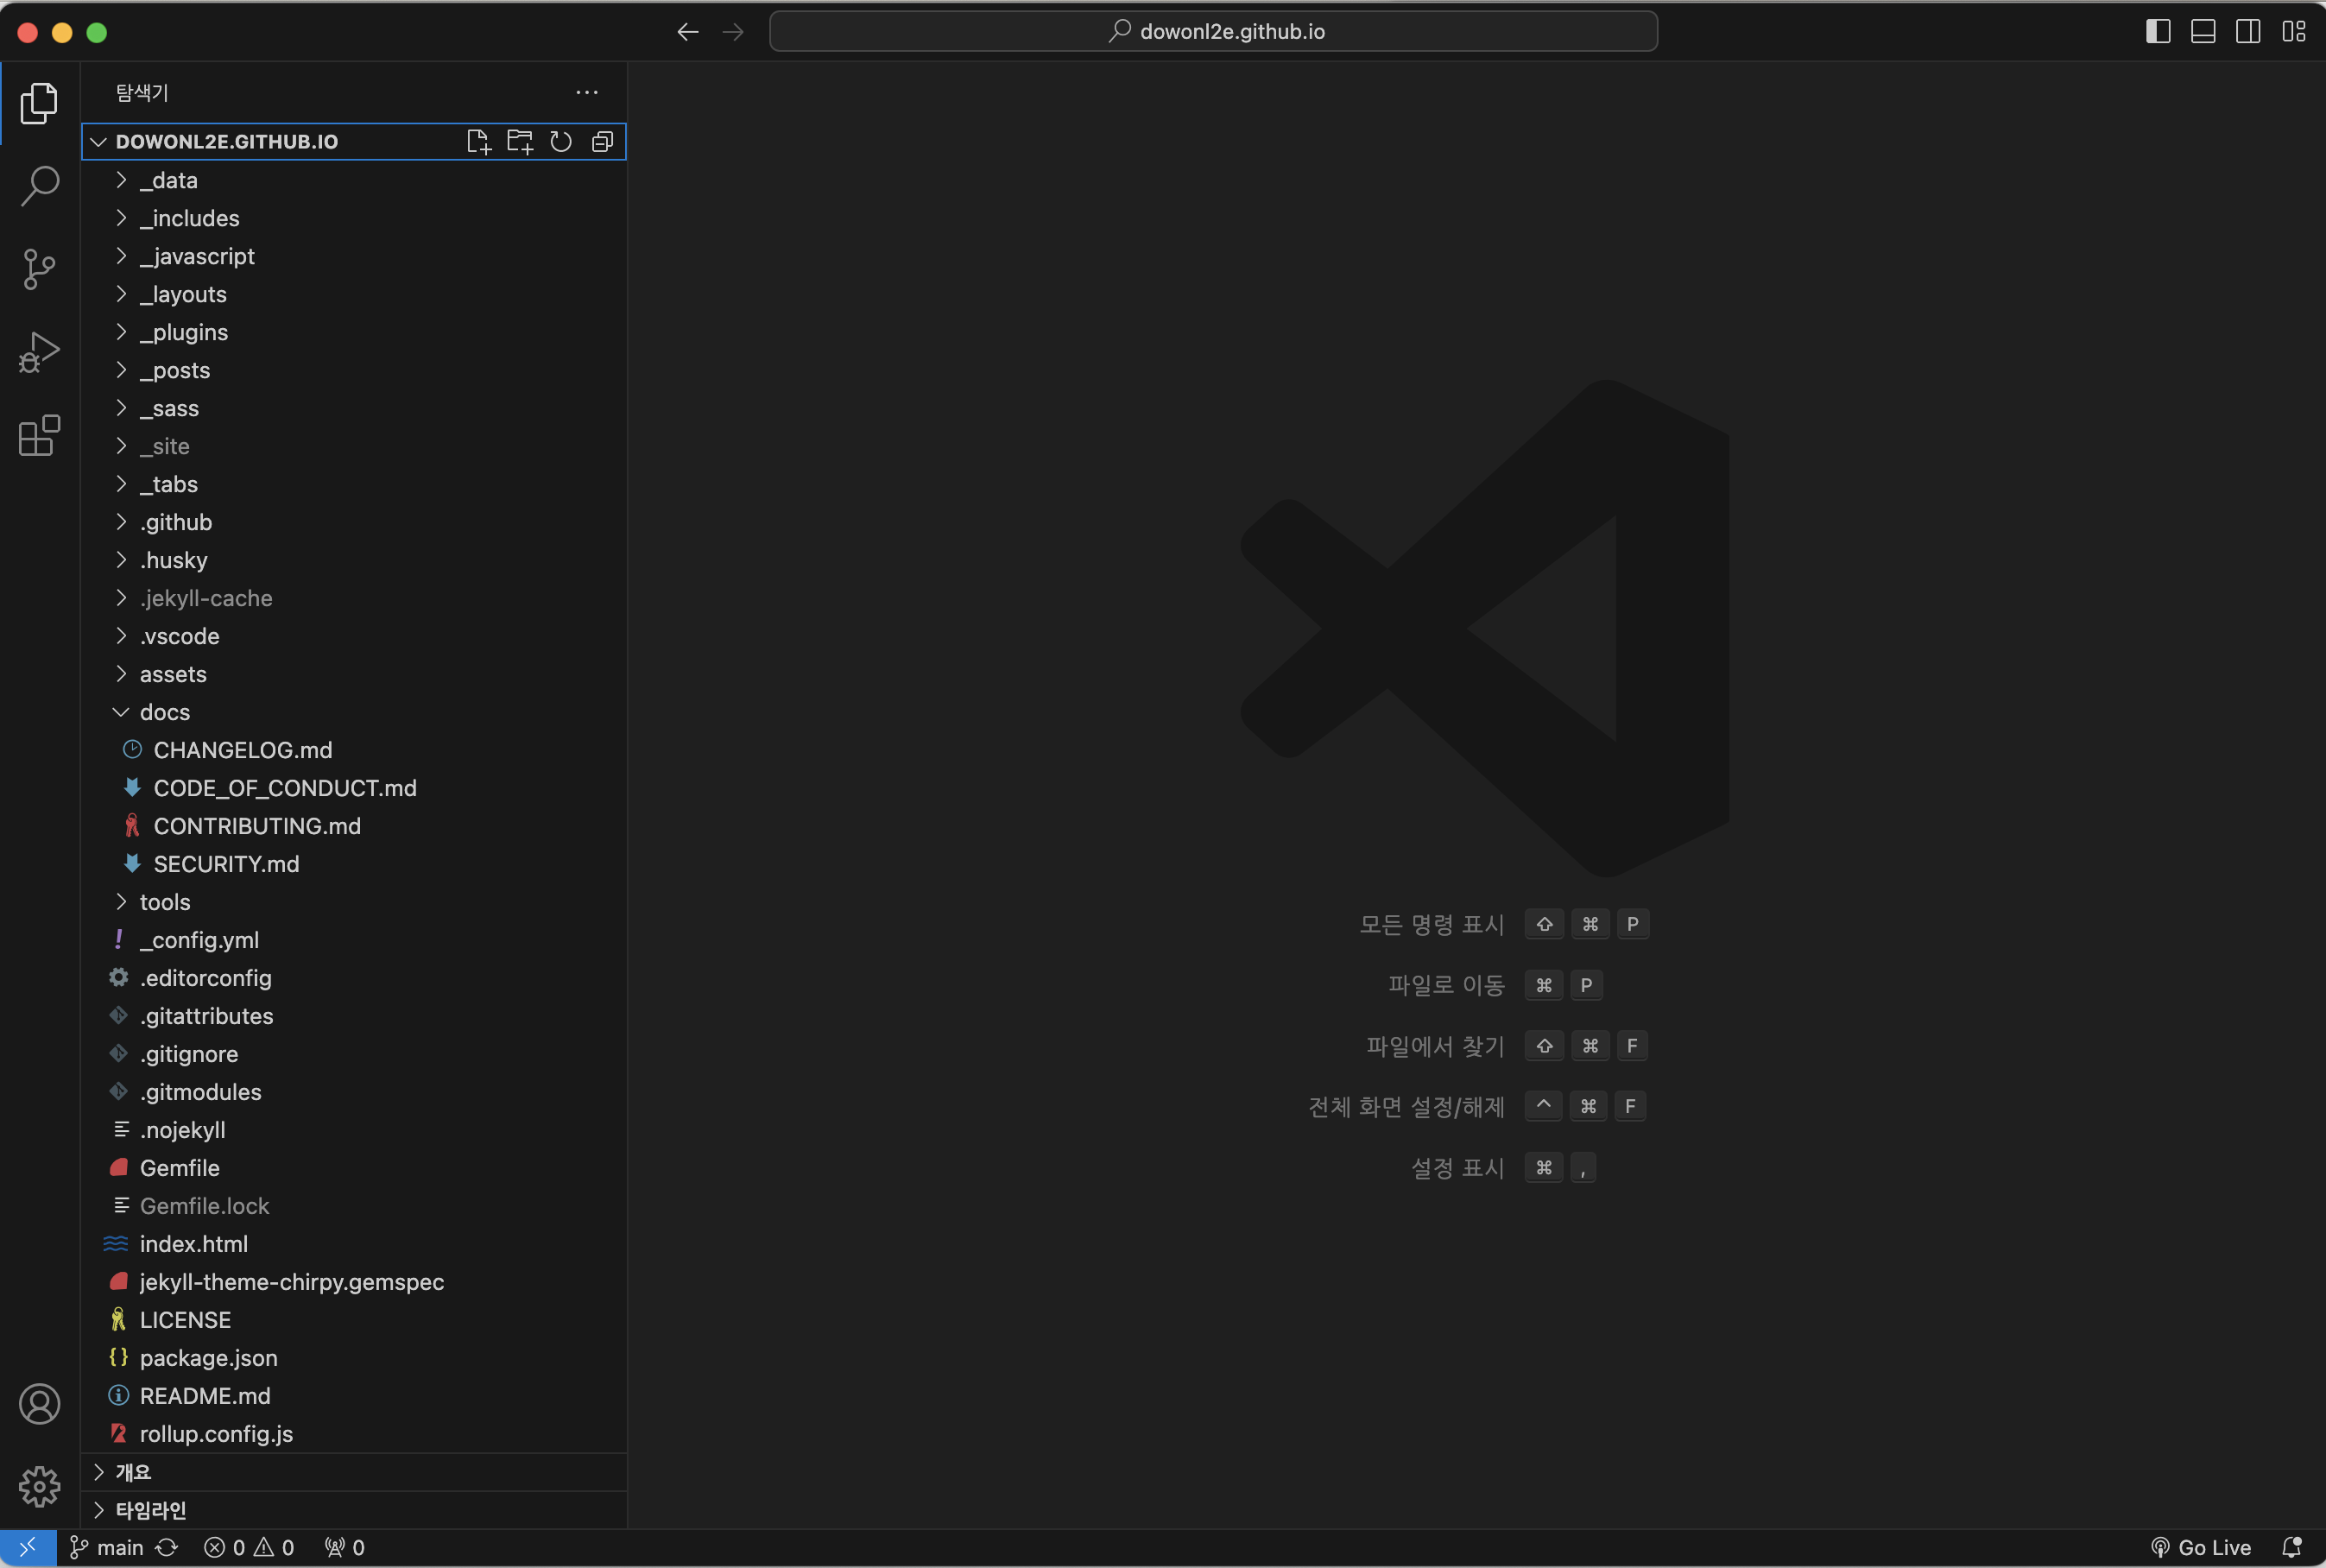 dowonl2e.github.io
탐색기
DOWONL2E.GITHUB.IO
_data
_includes
_javascript
_layouts
_plugins
_posts
_sass
_site
_tabs
.github
.husky
.jekyll-cache
.vscode
assets
docs
CHANGELOG.md
CODE_OF_CONDUCT.md
CONTRIBUTING.md
SECURITY.md
tools
_config.yml
.editorconfig
.gitattributes
.gitignore
.gitmodules
.nojekyll
Gemfile
Gemfile.lock
index.html
jekyll-theme-chirpy.gemspec
LICENSE
package.json
README.md
rollup.config.js
개요
타임라인
모든 명령 표시 ⇧ ⌘ P
파일로 이동 ⌘ P
파일에서 찾기 ⇧ ⌘ F
전체 화면 설정/해제 ^ ⌘ F
설정 표시 ⌘ ,
main 0 0 0 Go Live